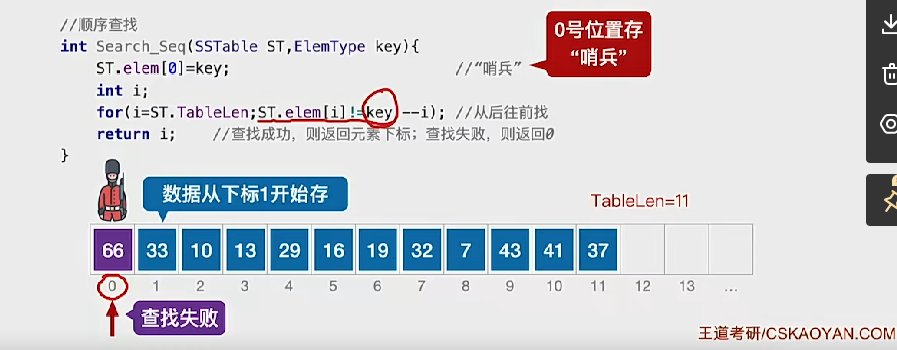 //顺序查找
int Search_Seq(SSTable ST,ElemType key){
ST.elem[0]=key; //“哨兵”
int i;
for(i=ST.TableLen;ST.elem[i]!=key --i); //从后往前找
return i; //查找成功，则返回元素下标；查找失败，则返回0
}
0号位置存
“哨兵”
数据从下标1开始存
TableLen=11
66 33 10 13 29 16 19 32 7 43 41 37
0 1 2 3 4 5 6 7 8 9 10 11 12 13 ...
查找失败
王道考研/CSKAOYAN.COM